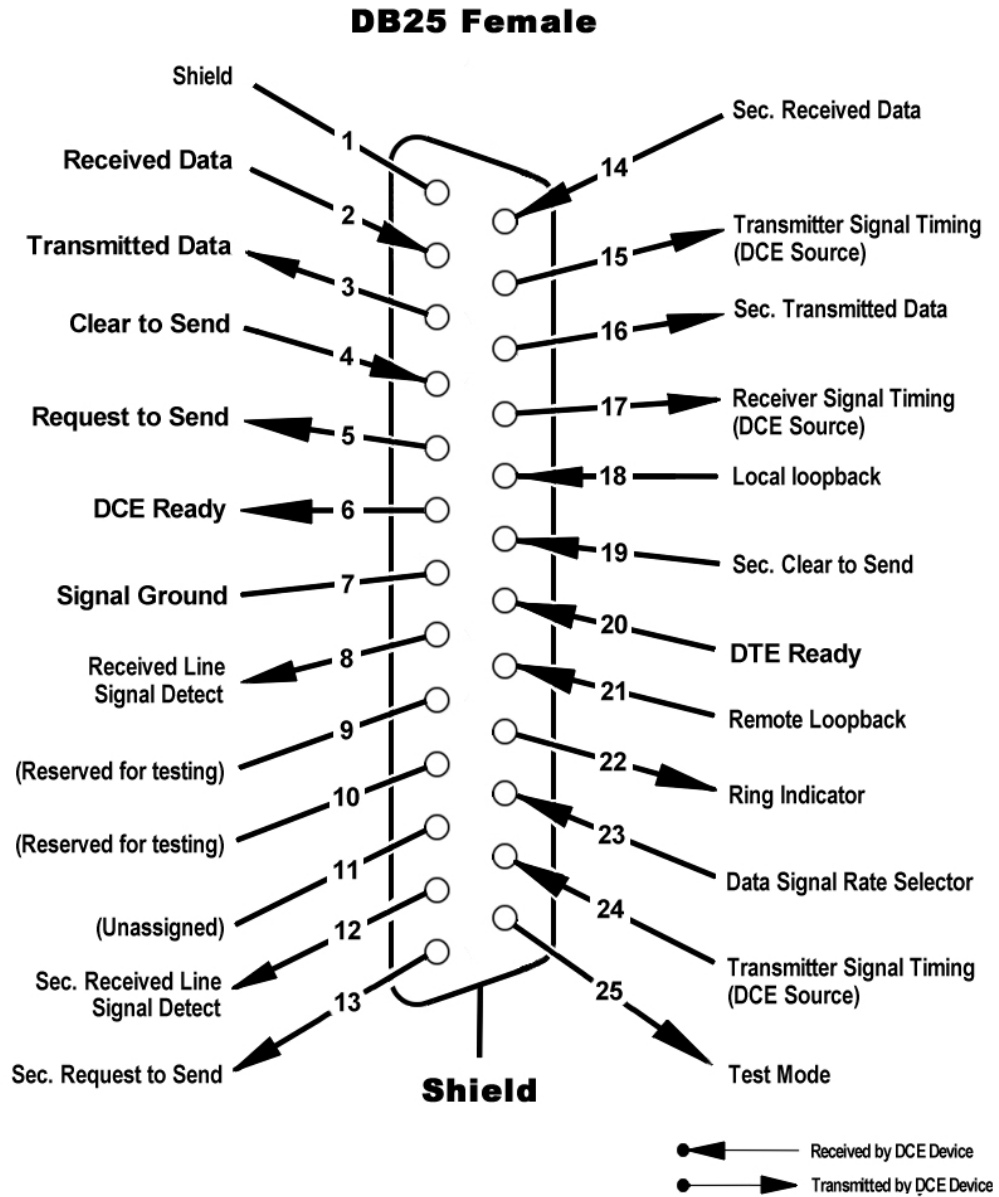 DB25 Female
Shield
1
Received Data
2
Transmitted Data
3
Clear to Send
4
Request to Send
5
DCE Ready
6
Signal Ground
7
Received Line
Signal Detect
8
(Reserved for testing)
9
(Reserved for testing)
10
(Unassigned)
11
Sec. Received Line
Signal Detect
12
Sec. Request to Send
13
Sec. Received Data
14
Transmitter Signal Timing
(DCE Source)
15
Sec. Transmitted Data
16
Receiver Signal Timing
(DCE Source)
17
Local loopback
18
Sec. Clear to Send
19
DTE Ready
20
Remote Loopback
21
Ring Indicator
22
Data Signal Rate Selector
23
Transmitter Signal Timing
(DCE Source)
24
Test Mode
25
Shield
Received by DCE Device
Transmitted by DCE Device